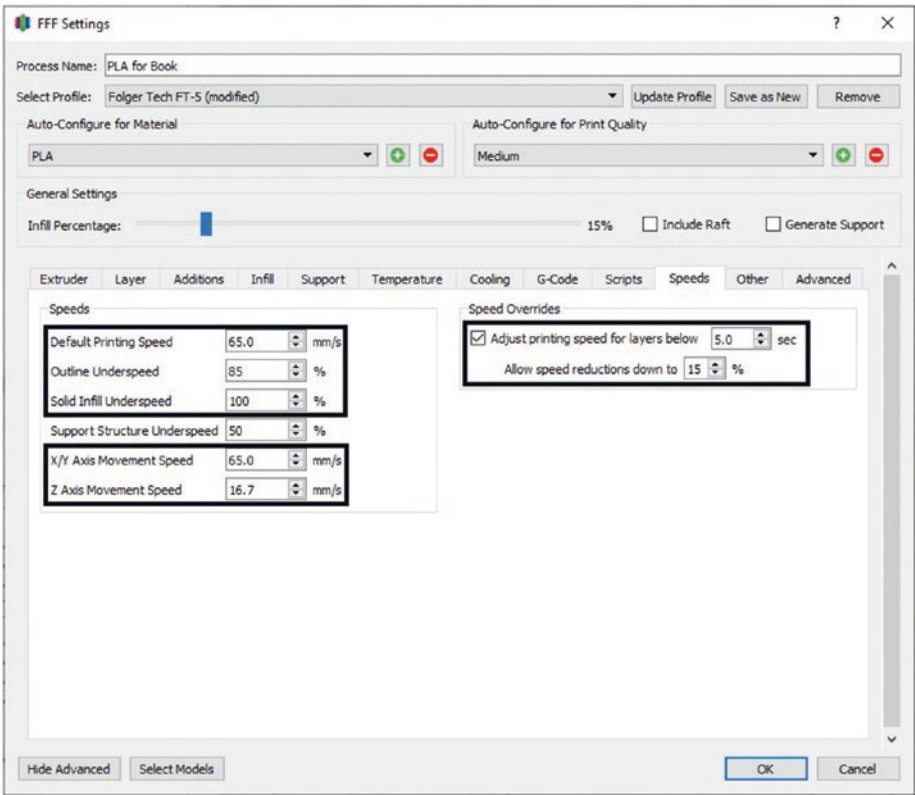 FFF Settings ? ×
Process Name: PLA for Book
Select Profile: Folger Tech FT-5 (modified) Update Profile Save as New Remove
Auto-Configure for Material Auto-Configure for Print Quality
PLA Medium
General Settings
Infill Percentage: 15% Include Raft Generate Support
Extruder Layer Additions Infill Support Temperature Cooling G-Code Scripts Speeds Other Advanced
Speeds Speed Overrides
Default Printing Speed 65.0 mm/s Adjust printing speed for layers below 5.0 sec
Outline Underspeed 85 % Allow speed reductions down to 15 %
Solid Infill Underspeed 100 %
Support Structure Underspeed 50 %
X/Y Axis Movement Speed 65.0 mm/s
Z Axis Movement Speed 16.7 mm/s
Hide Advanced Select Models OK Cancel